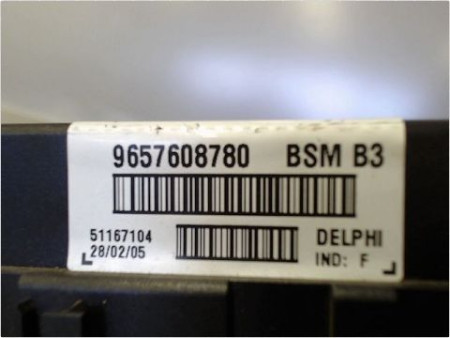 9657608780 BSM B3
51167104 DELPHI
28/02/05 IND: F